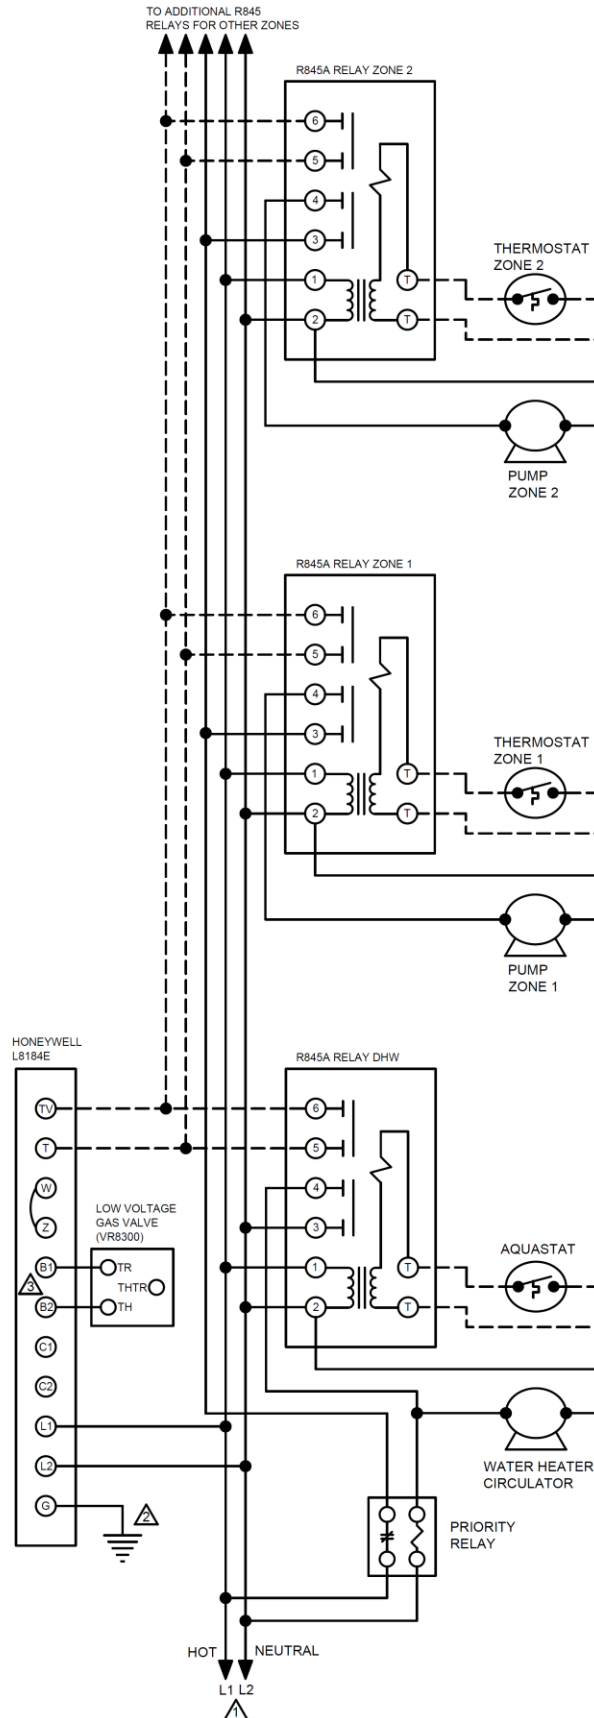 TO ADDITIONAL R845
RELAYS FOR OTHER ZONES
R845A RELAY ZONE 2
6
5
4
3
1
2
T
T
THERMOSTAT
ZONE 2
PUMP
ZONE 2
R845A RELAY ZONE 1
6
5
4
3
1
2
T
T
THERMOSTAT
ZONE 1
PUMP
ZONE 1
HONEYWELL
L8184E
TV
T
W
Z
B1
B2
C1
C2
L1
L2
G
3
2
LOW VOLTAGE
GAS VALVE
(VR8300)
TR
THTR
TH
R845A RELAY DHW
6
5
4
3
1
2
T
T
AQUASTAT
WATER HEATER
CIRCULATOR
PRIORITY
RELAY
HOT
NEUTRAL
L1 L2
1